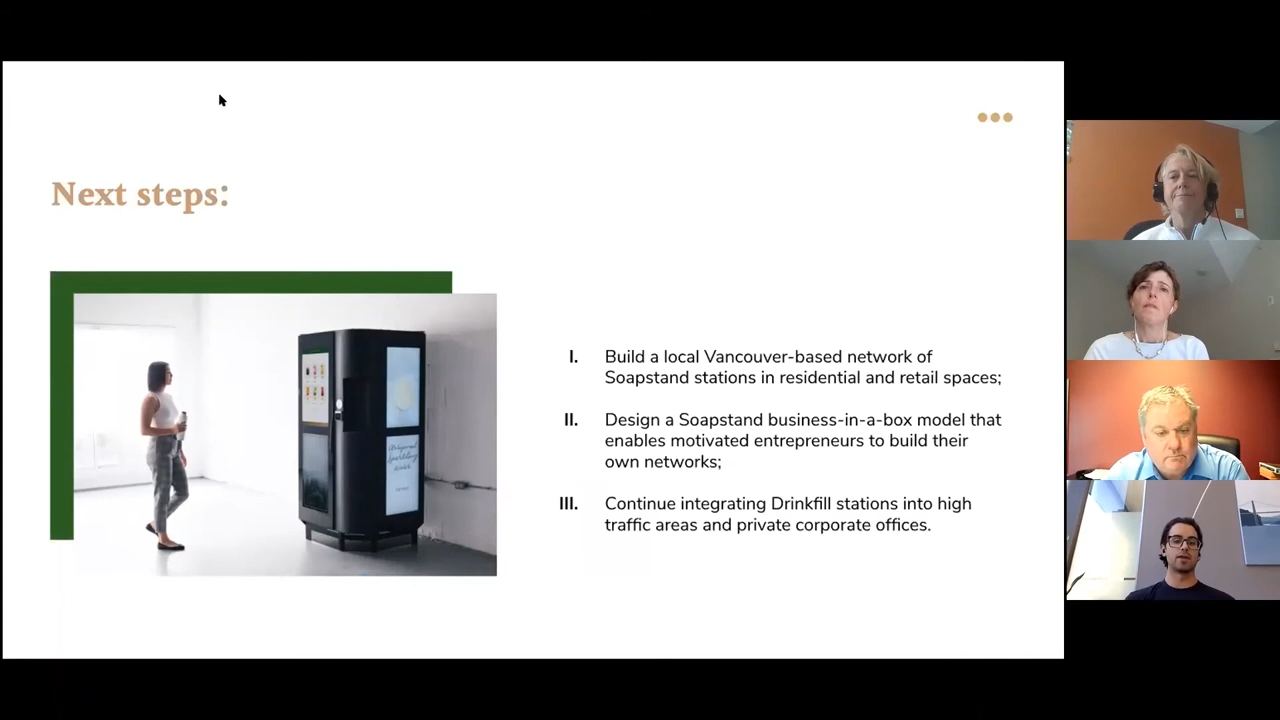 Next steps:
I. Build a local Vancouver-based network of
Soapstand stations in residential and retail spaces;
II. Design a Soapstand business-in-a-box model that
enables motivated entrepreneurs to build their
own networks;
III. Continue integrating Drinkfill stations into high
traffic areas and private corporate offices.